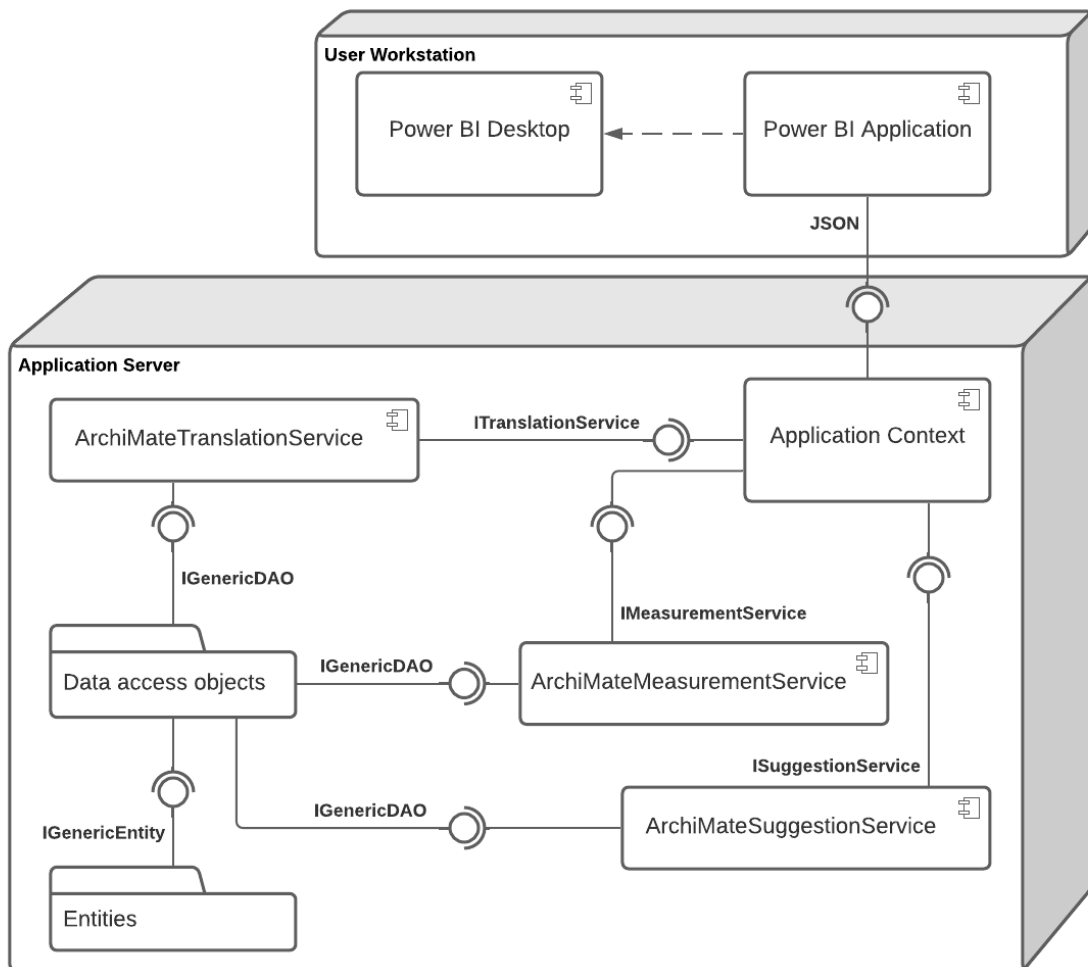 User Workstation
Power BI Desktop
Power BI Application
JSON
Application Server
ArchiMateTranslationService
ITranslationService
Application Context
IGenericDAO
IMeasurementService
Data access objects
IGenericDAO
ArchiMateMeasurementService
ISuggestionService
IGenericDAO
ArchiMateSuggestionService
IGenericEntity
Entities